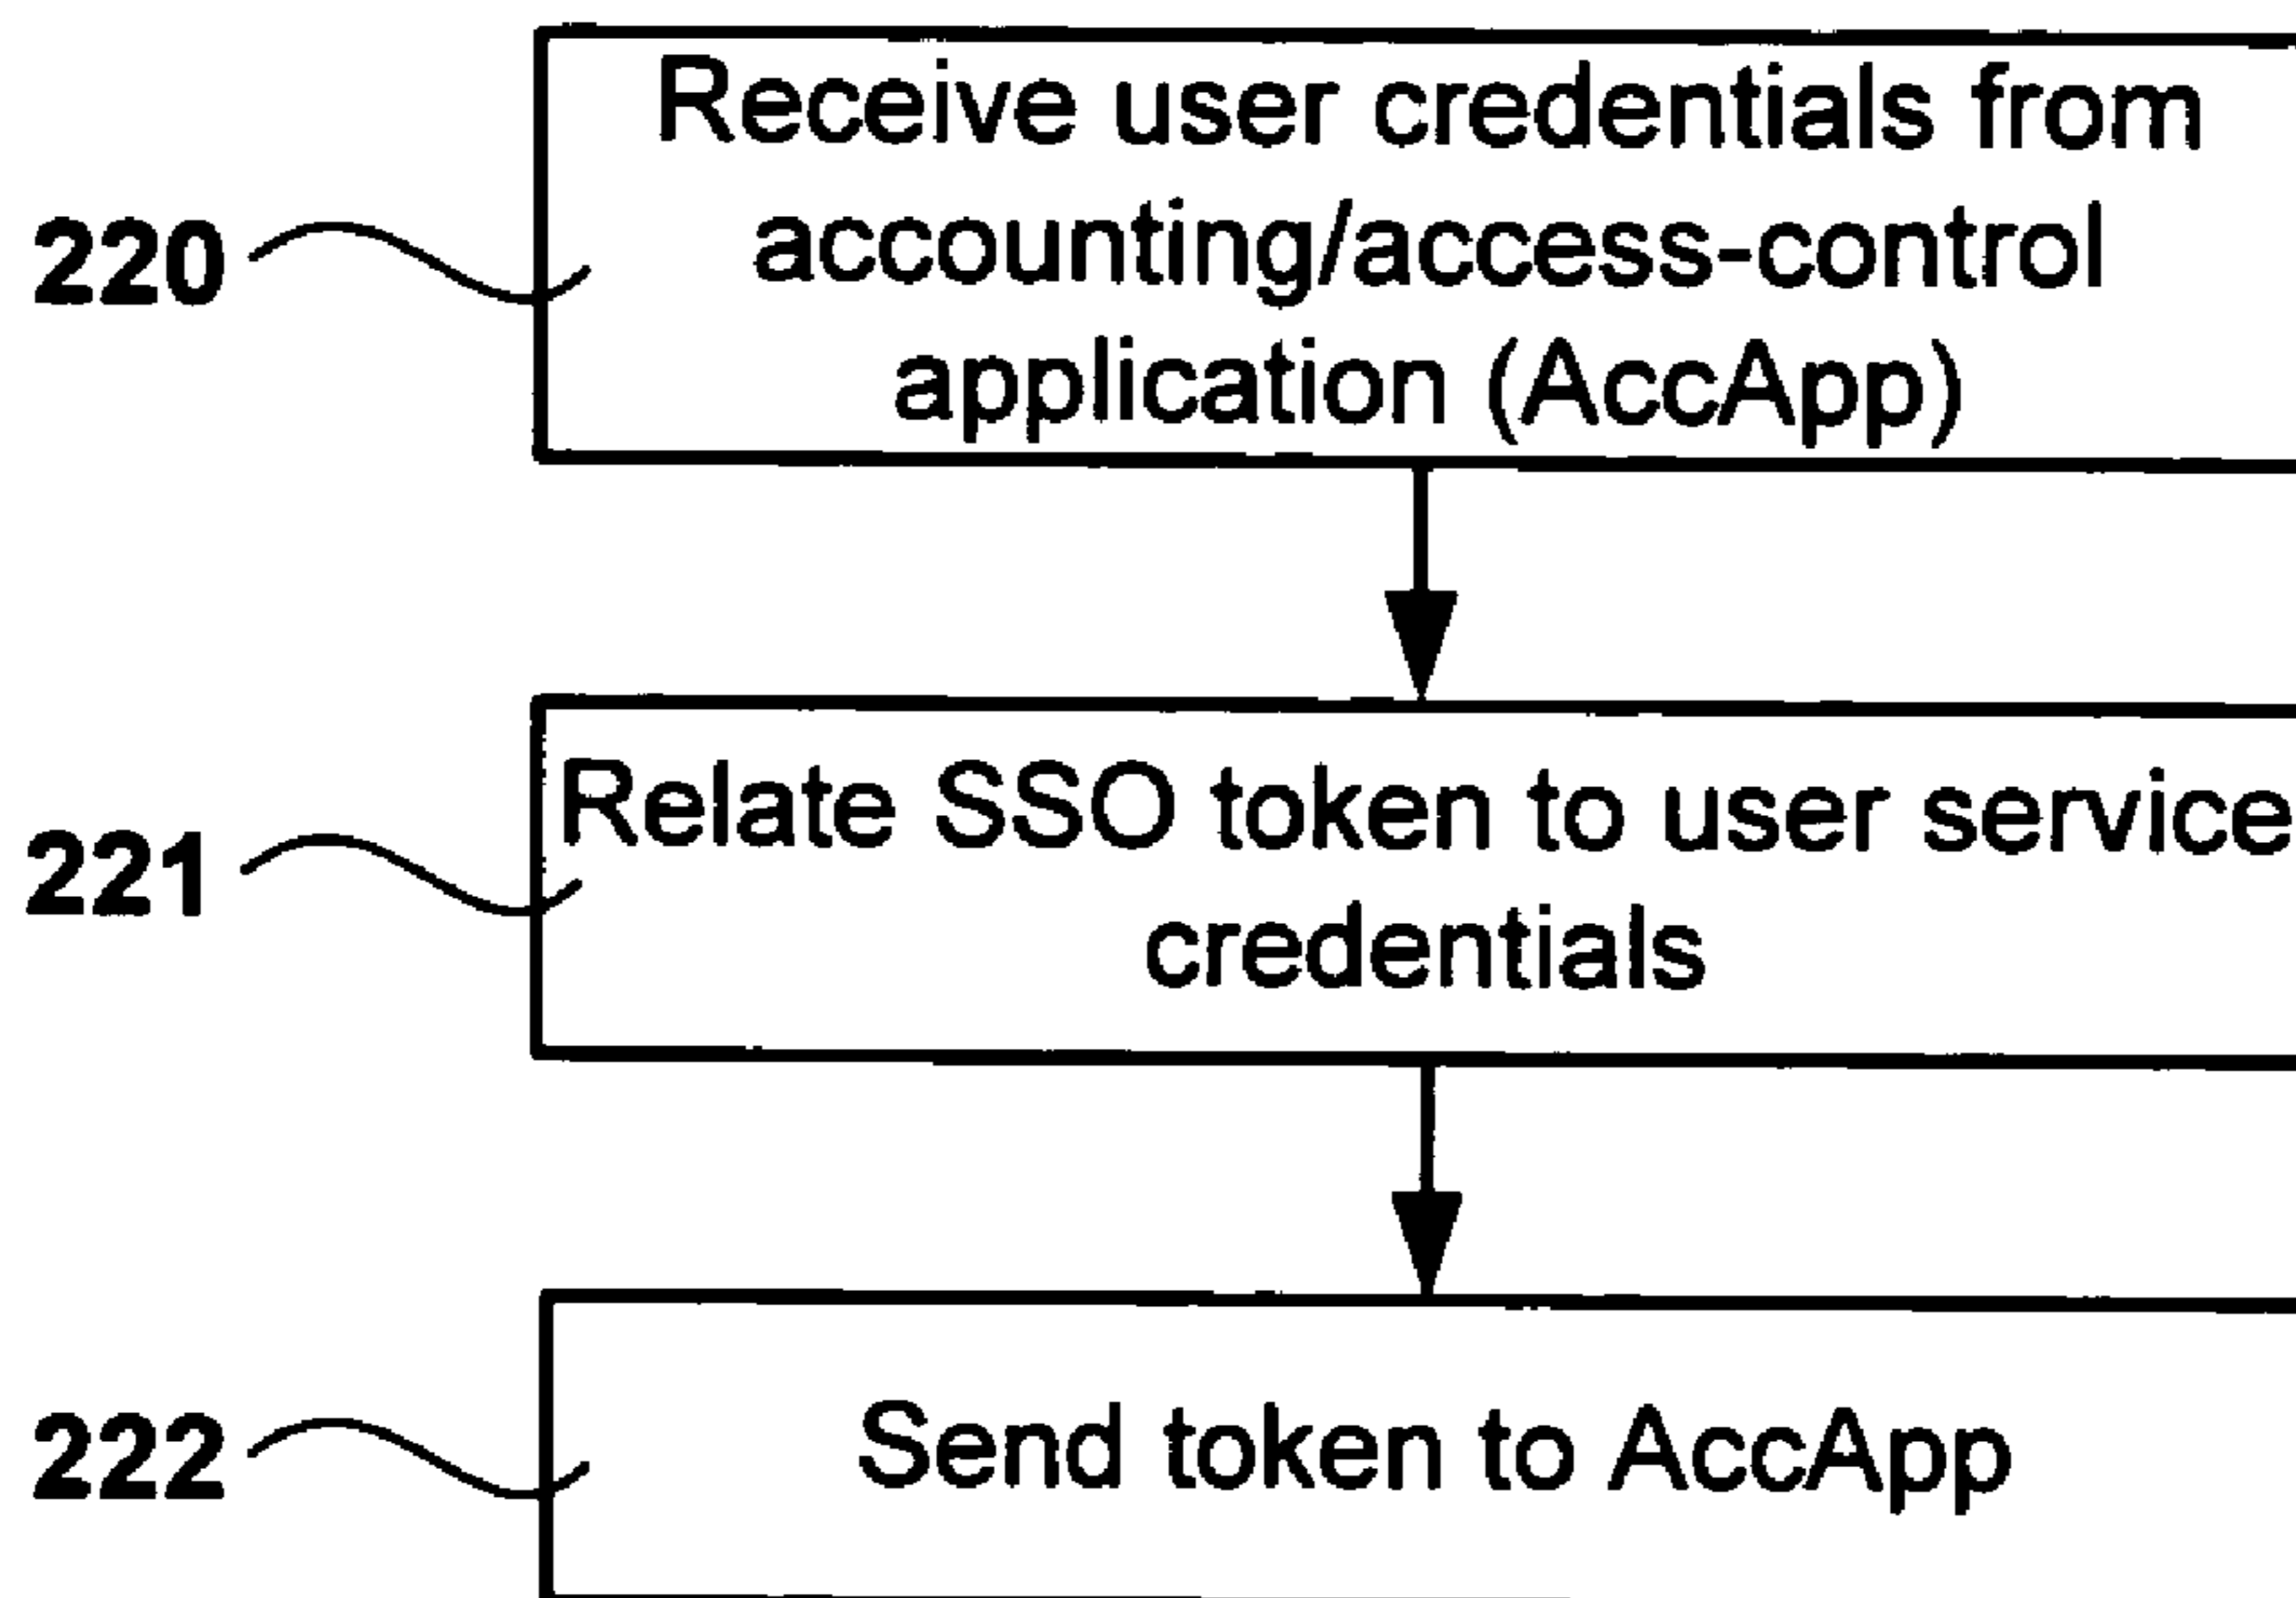 Receive user credentials from
220
accounting/access-control
application (AccApp)
Relate SSO token to user service
221
credentials
222
Send token to AccApp